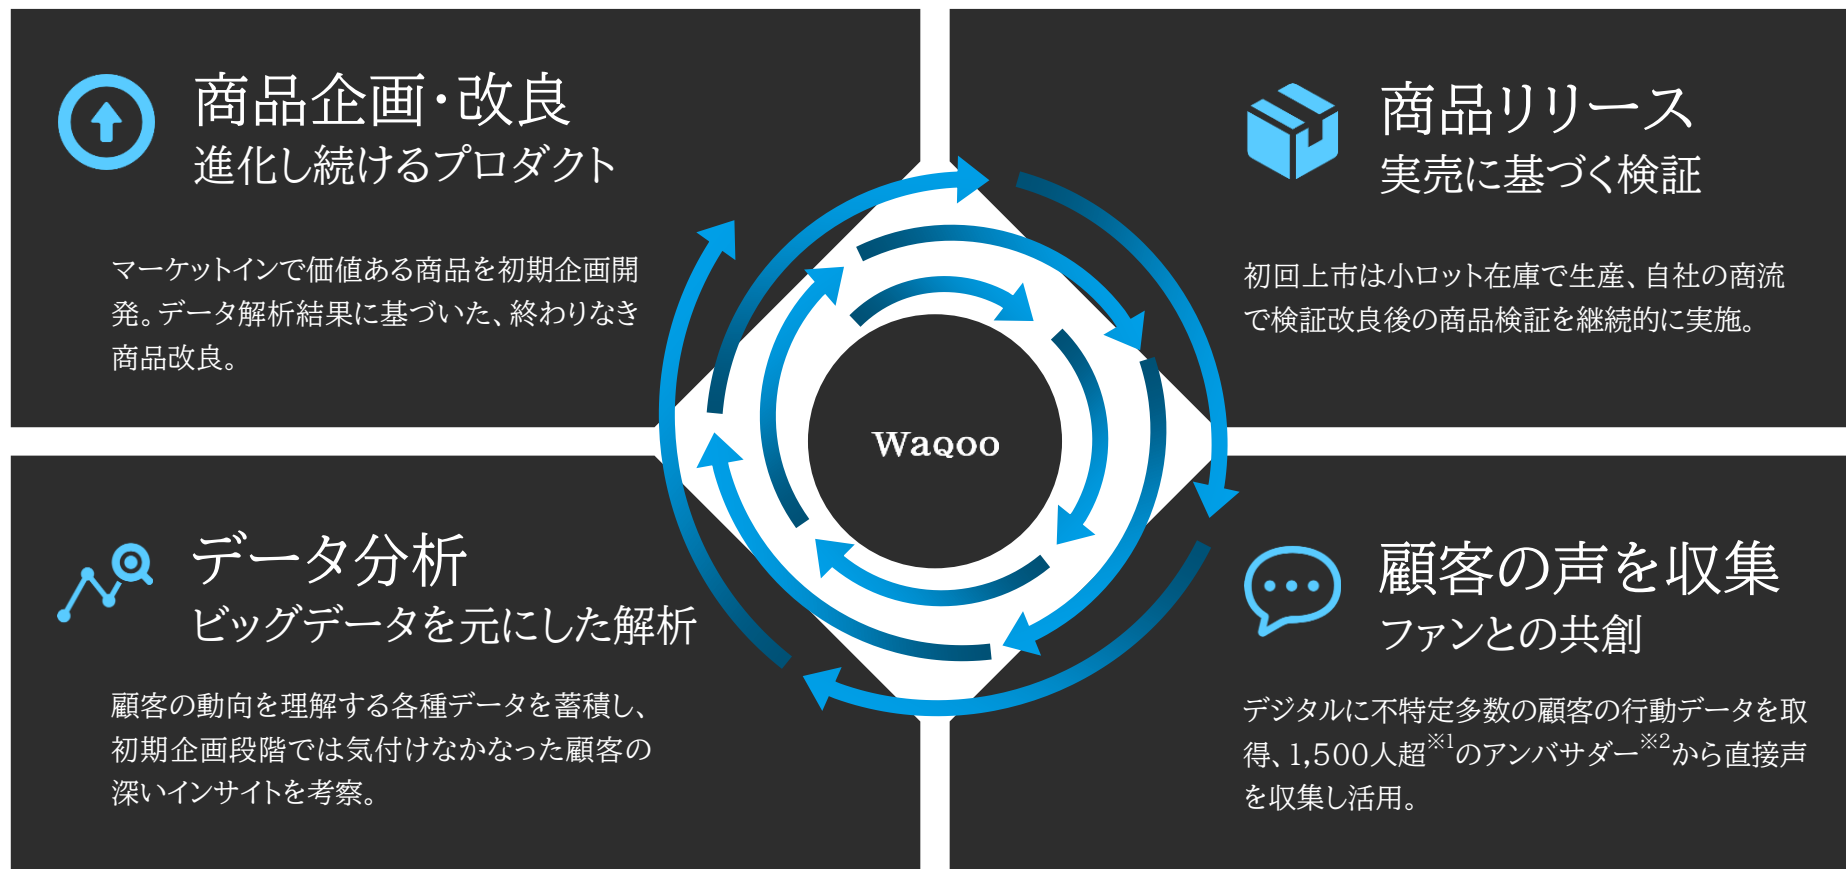 商品企画・改良
進化し続けるプロダクト
マーケットインで価値ある商品を初期企画開
発。データ解析結果に基づいた、終わりなき
商品改良。
商品リリース
実売に基づく検証
初回上市は小ロット在庫で生産、自社の商流
で検証改良後の商品検証を継続的に実施。
Waqoo
データ分析
ビッグデータを元にした解析
顧客の動向を理解する各種データを蓄積し、
初期企画段階では気付けなかなった顧客の
深いインサイトを考察。
顧客の声を収集
ファンとの共創
デジタルに不特定多数の顧客の行動データを取
得、1,500人超※1のアンバサダー※2から直接声
を収集し活用。